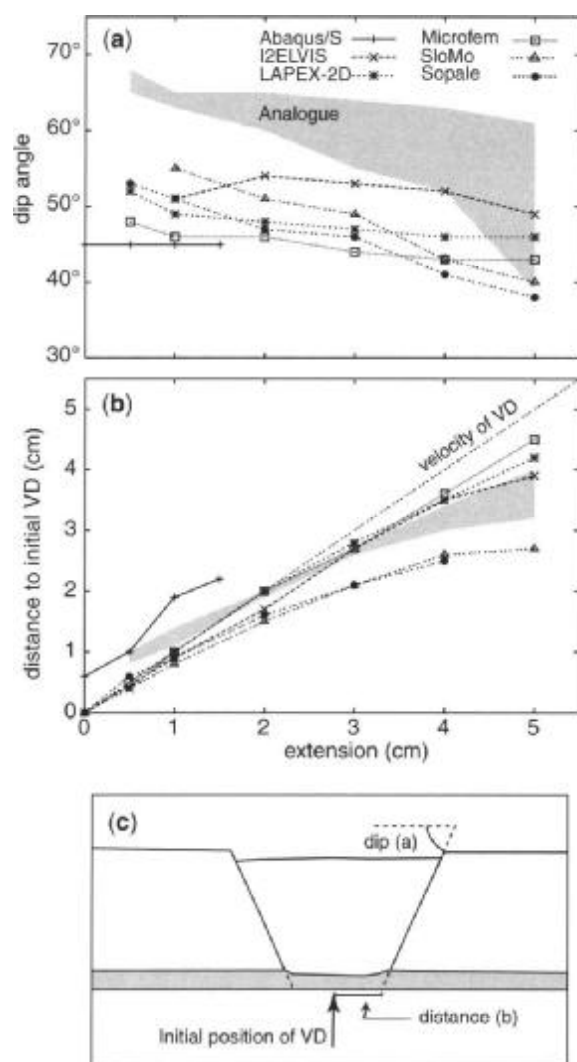 (a)
Abaqus/S
I2ELVIS
LAPEX-2D
Microfem
SloMo
Sopale
Analogue
dip angle
70°
60°
50°
40°
30°
(b)
velocity of VD
distance to initial VD (cm)
5
4
3
2
1
0
0 1 2 3 4 5
extension (cm)
(c)
dip (a)
distance (b)
Initial position of VD